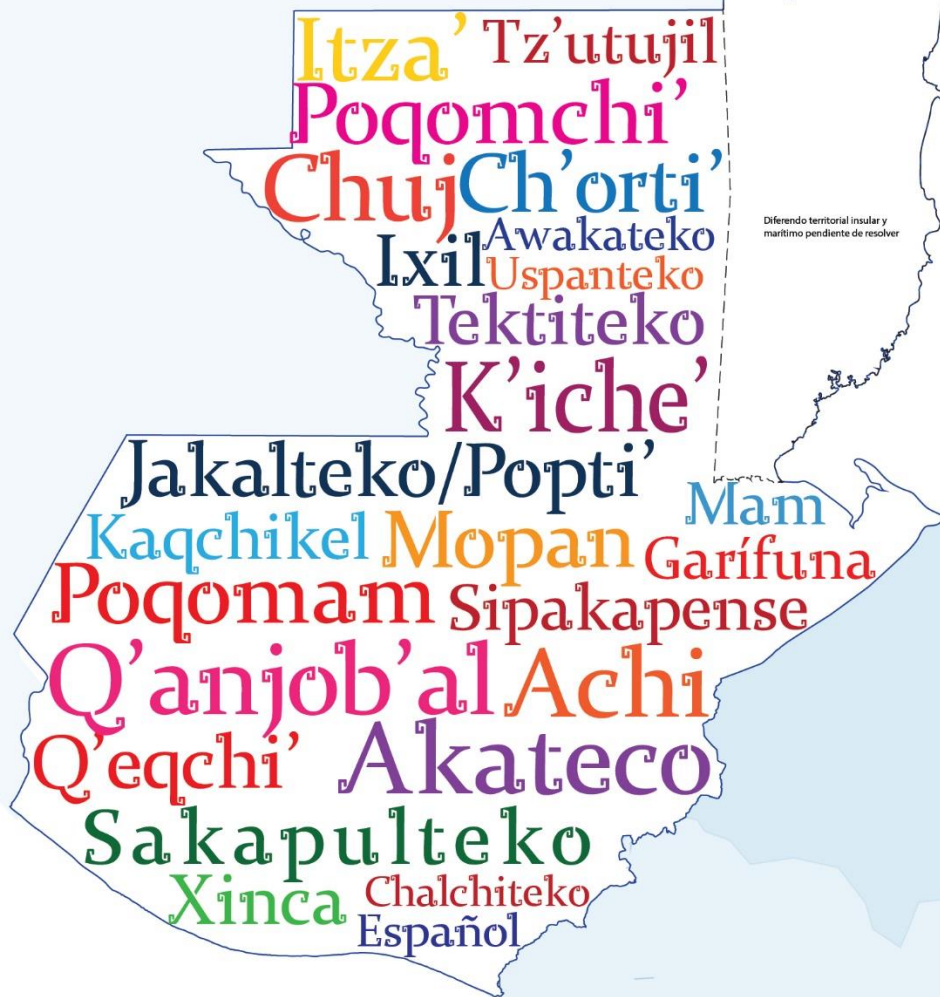 Itza’ Tz’utujil
Poqomchi’
Chuj Ch’orti’
Diferendo territorial insular y
marítimo pendiente de resolver
Ixil Awakateko
Uspanteko
Tektiteko
K’iche’
Jakalteko/Popti’
Mam
Kaqchikel Mopan Garífuna
Poqomam Sipakapense
Q’anjob’al Achi
Q’eqchi’ Akateco
Sakapulteko
Xinca Chalchiteko
Español